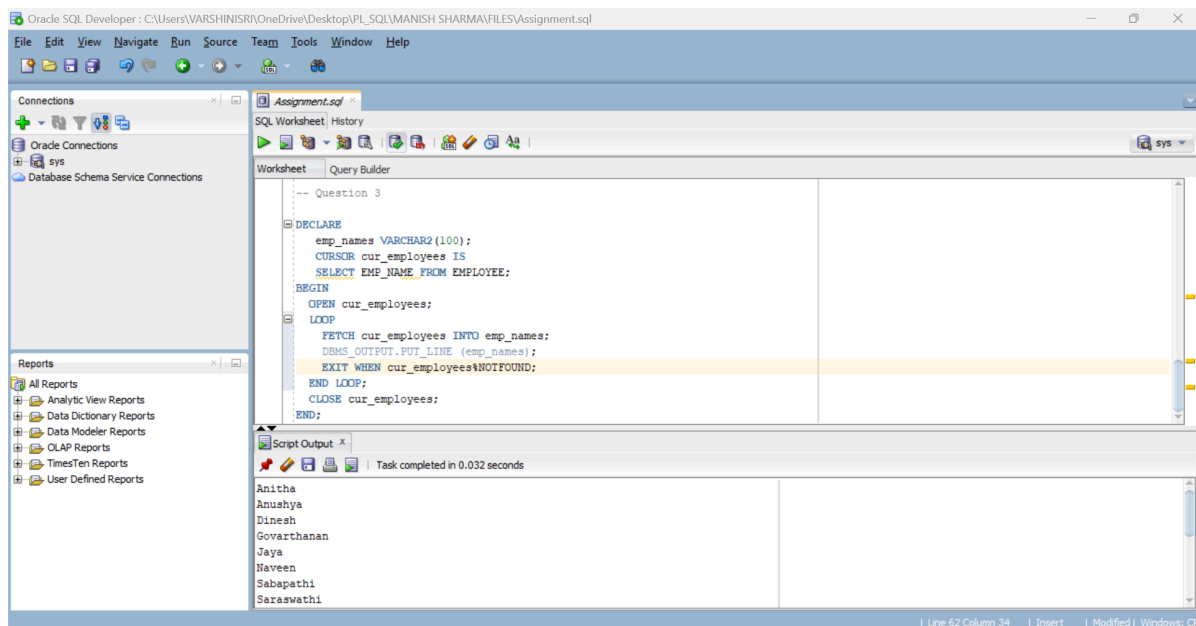 Oracle SQL Developer : C:\Users\VARSHINISRI\OneDrive\Desktop\PL_SQL\MANISH SHARMA\FILES\Assignment.sql
File Edit View Navigate Run Source Team Tools Window Help
Connections
Oracle Connections
sys
Database Schema Service Connections
Reports
All Reports
Analytic View Reports
Data Dictionary Reports
Data Modeler Reports
OLAP Reports
TimesTen Reports
User Defined Reports
Assignment.sql
SQL Worksheet History
sys
Worksheet Query Builder
-- Question 3
DECLARE
emp_names VARCHAR2(100);
CURSOR cur_employees IS
SELECT EMP_NAME FROM EMPLOYEE;
BEGIN
OPEN cur_employees;
LOOP
FETCH cur_employees INTO emp_names;
DBMS_OUTPUT.PUT_LINE (emp_names);
EXIT WHEN cur_employees%NOTFOUND;
END LOOP;
CLOSE cur_employees;
END;
Script Output
Task completed in 0.032 seconds
Anitha
Anushya
Dinesh
Govarthanan
Jaya
Naveen
Sabapathi
Saraswathi
Line 62 Column 34 | Insert | Modified | Windows: C